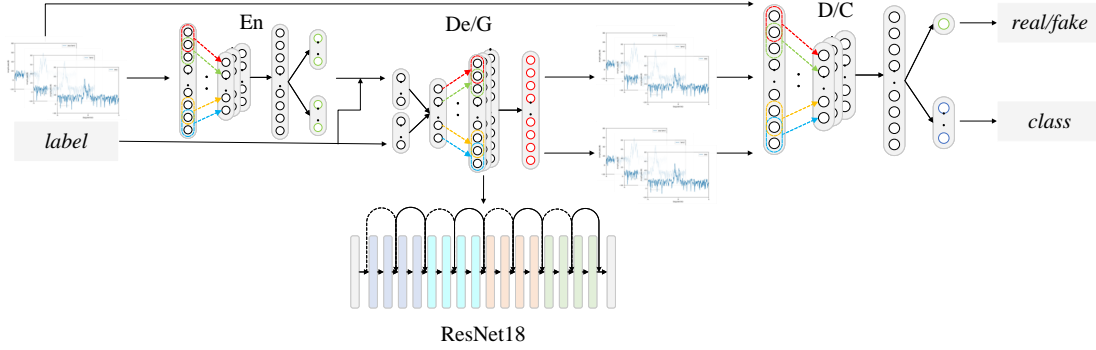 En
De/G
D/C
real/fake
label
class
ResNet18